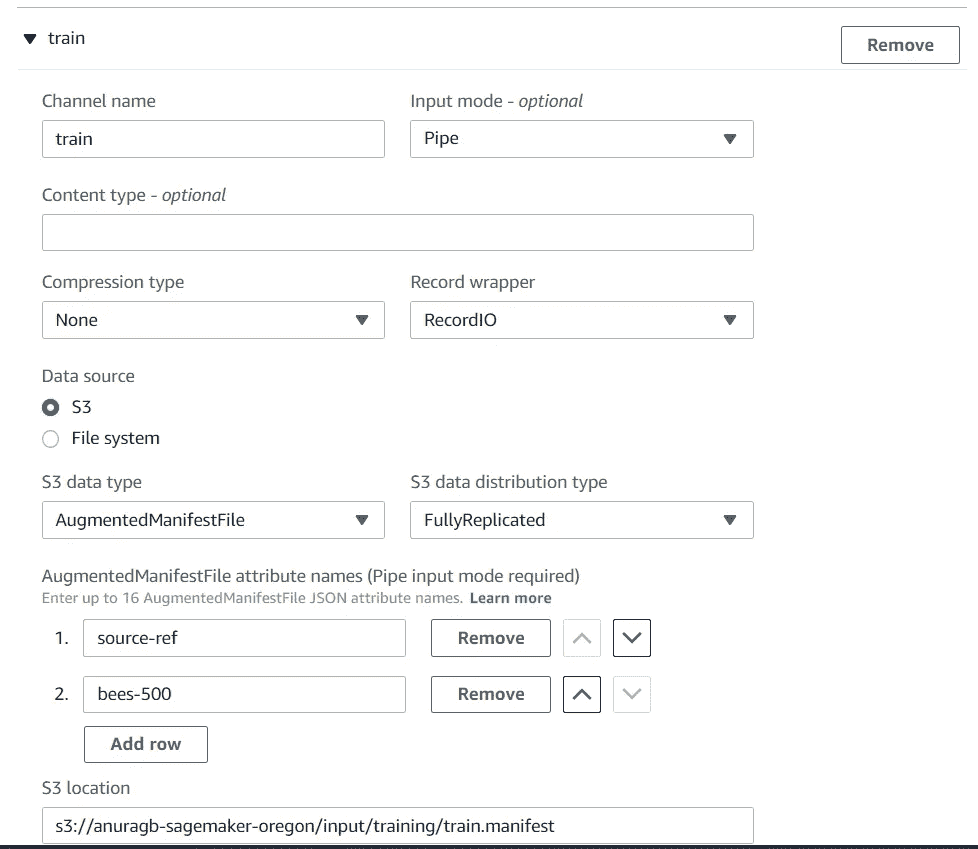 train
Remove
Channel name
Input mode - optional
train
Pipe
Content type - optional
Compression type
Record wrapper
None
RecordIO
Data source
S3
File system
S3 data type
S3 data distribution type
AugmentedManifestFile
FullyReplicated
AugmentedManifestFile attribute names (Pipe input mode required)
Enter up to 16 AugmentedManifestFile JSON attribute names. Learn more
1. source-ref Remove
2. bees-500 Remove
Add row
S3 location
s3://anuragb-sagemaker-oregon/input/training/train.manifest